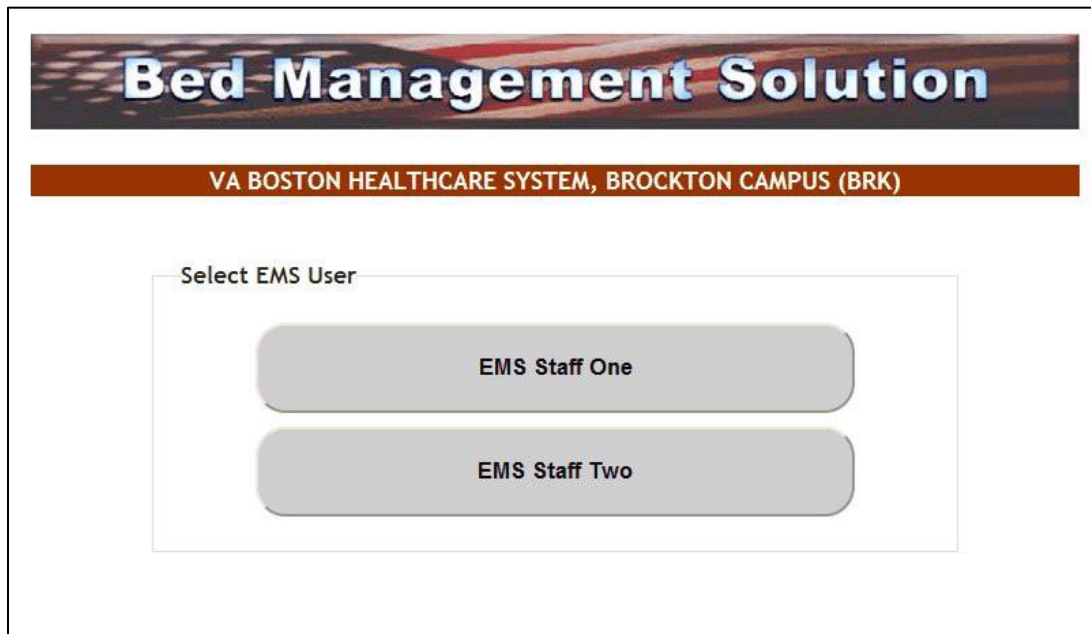 Bed Management Solution
VA BOSTON HEALTHCARE SYSTEM, BROCKTON CAMPUS (BRK)
Select EMS User
EMS Staff One
EMS Staff Two